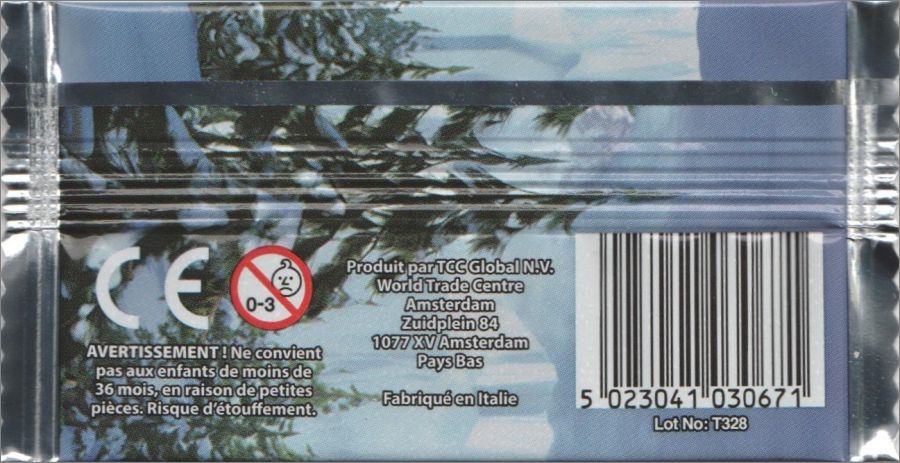 CE
0-3
AVERTISSEMENT ! Ne convient
pas aux enfants de moins de
36 mois, en raison de petites
pièces. Risque d'étouffement.
Produit par TCC Global N.V.
World Trade Centre
Amsterdam
Zuidplein 84
1077 XV Amsterdam
Pays Bas
Fabriqué en Italie
5 023041 030671
Lot No: T328